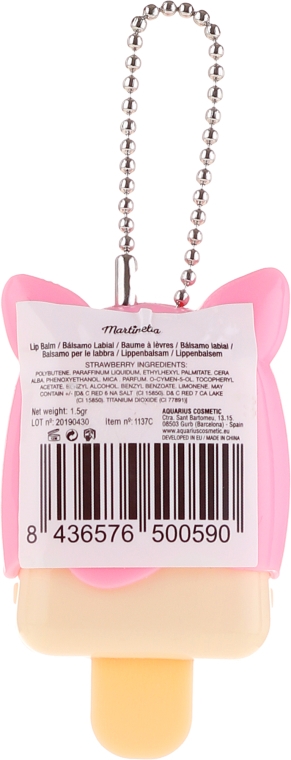 Martinelia
Lip Balm / Bálsamo Labial / Baume à lèvres / Bálsamo labial /
Balsamo per le labbra / Lippenbalsam / Lippenbalsem
STRAWBERRY INGREDIENTS:
POLYBUTENE, PARAFFINUM LIQUIDUM, ETHYLHEXYL PALMITATE, CERA
ALBA, PHENOXYETHANOL, MICA, PARFUM, O-CYMEN-5-OL, TOCOPHERYL
ACETATE, BENZYL ALCOHOL, BENZYL BENZOATE, LIMONENE, MAY
CONTAIN +/- (D& C RED 6 NA SALT (CI 15850), D& C RED 7 CA LAKE
(CI 15850), TITANIUM DIOXIDE (CI 77891)]
Net weight: 1.5gr
LOT nº: 20190430 Item nº: 1137C
AQUARIUS COSMETIC
Ctra. Sant Bartomeu, 13.15
08503 Gurb (Barcelona) - Spain
www.aquariuscosmetic.eu
DEVELOPED IN EU / MADE IN CHINA
8 436576 500590